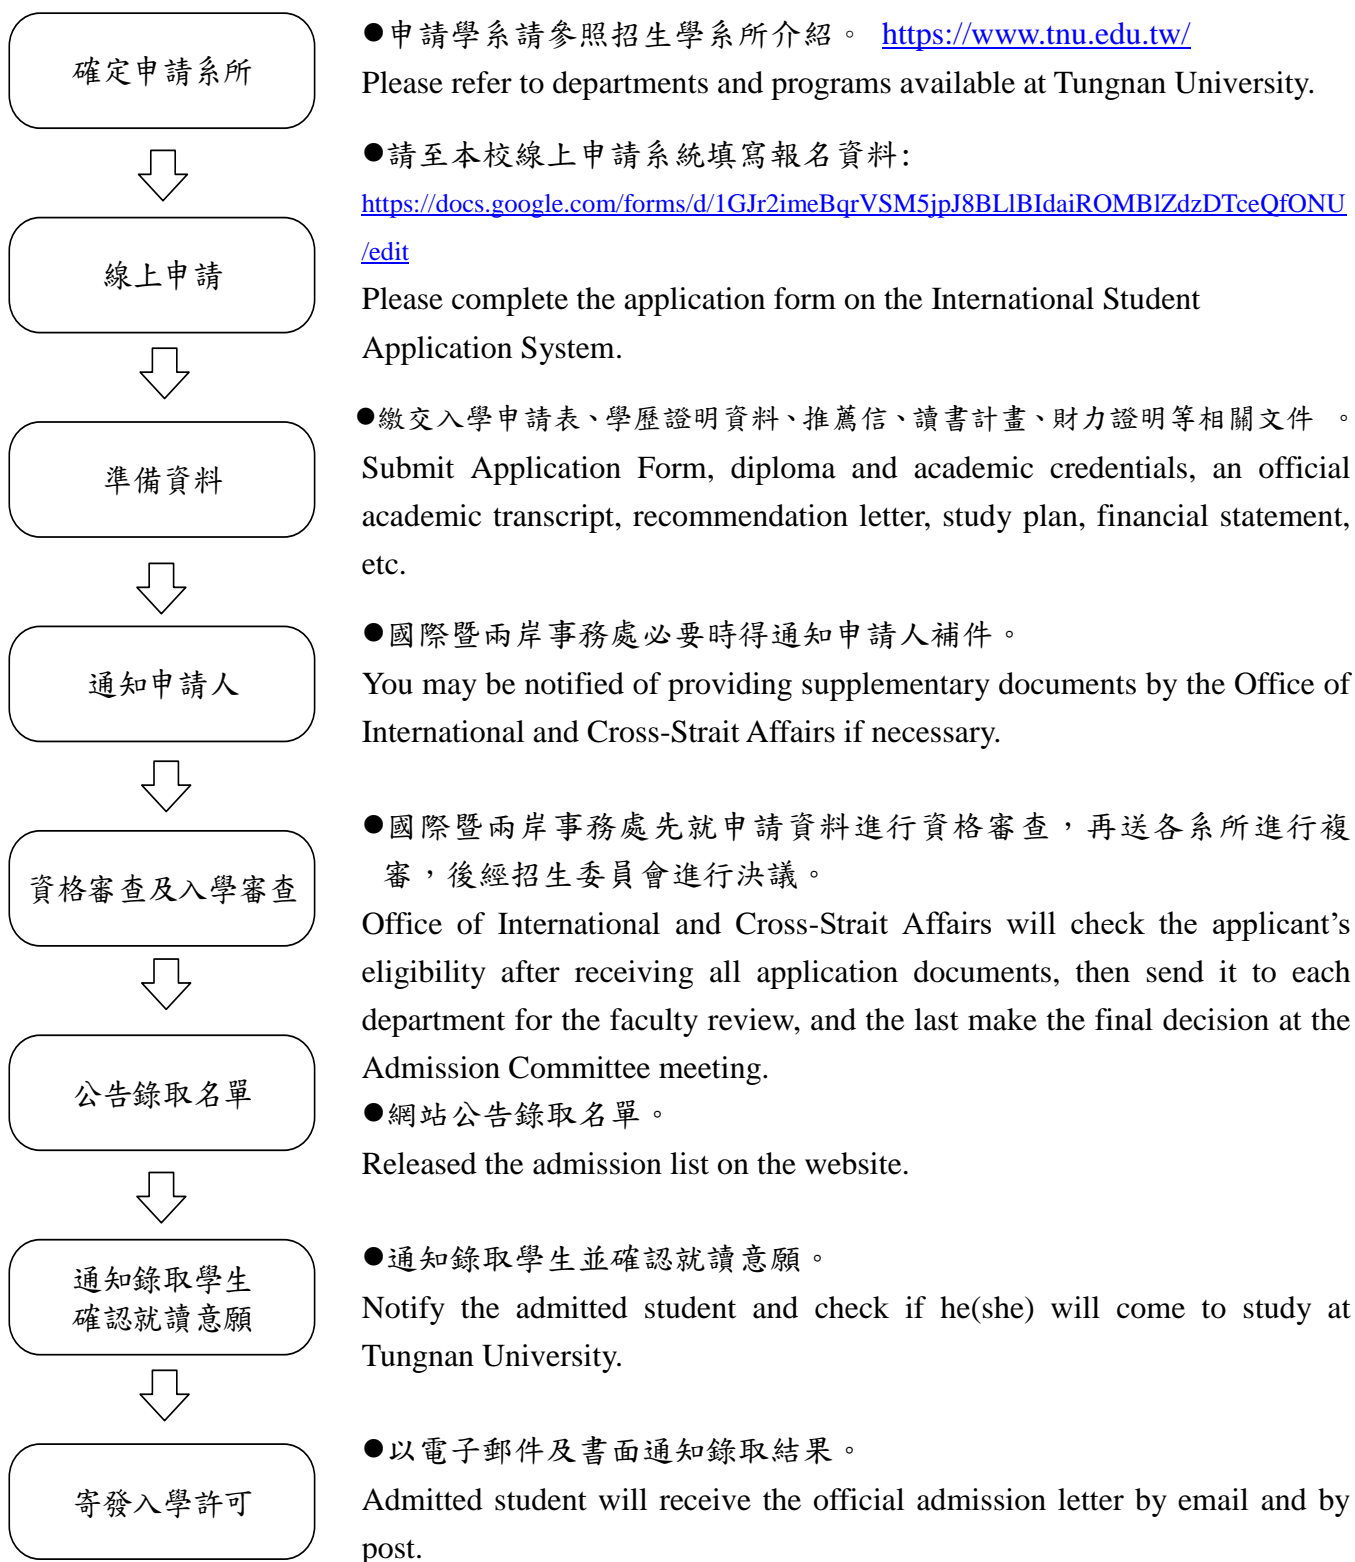 確定申請系所
●申請學系請參照招生學系所介紹。 https://www.tnu.edu.tw/
Please refer to departments and programs available at Tungnan University.
線上申請
●請至本校線上申請系統填寫報名資料:
https://docs.google.com/forms/d/1GJr2imeBqrVSM5jpJ8BLlBIdaiROMBlZdzDTceQfONU
/edit
Please complete the application form on the International Student
Application System.
準備資料
●繳交入學申請表、學歷證明資料、推薦信、讀書計畫、財力證明等相關文件 。
Submit Application Form, diploma and academic credentials, an official
academic transcript, recommendation letter, study plan, financial statement,
etc.
通知申請人
●國際暨兩岸事務處必要時得通知申請人補件。
You may be notified of providing supplementary documents by the Office of
International and Cross-Strait Affairs if necessary.
資格審查及入學審查
●國際暨兩岸事務處先就申請資料進行資格審查，再送各系所進行複
審，後經招生委員會進行決議。
Office of International and Cross-Strait Affairs will check the applicant’s
eligibility after receiving all application documents, then send it to each
department for the faculty review, and the last make the final decision at the
Admission Committee meeting.
公告錄取名單
●網站公告錄取名單。
Released the admission list on the website.
通知錄取學生
確認就讀意願
●通知錄取學生並確認就讀意願。
Notify the admitted student and check if he(she) will come to study at
Tungnan University.
寄發入學許可
●以電子郵件及書面通知錄取結果。
Admitted student will receive the official admission letter by email and by
post.